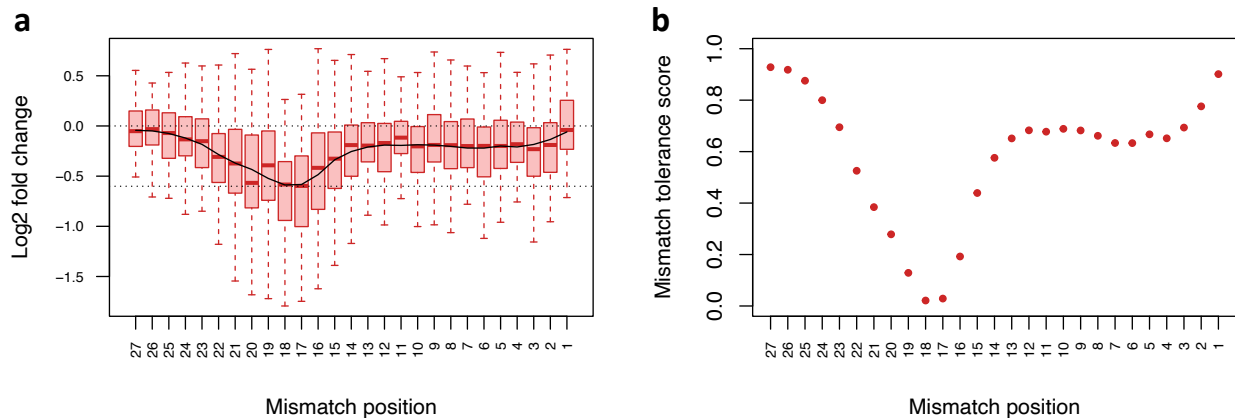 a
Log2 fold change
0.5
0.0
−0.5
−1.0
−1.5
27 26 25 24 23 22 21 20 19 18 17 16 15 14 13 12 11 10 9 8 7 6 5 4 3 2 1
Mismatch position
b
Mismatch tolerance score
1.0
0.8
0.6
0.4
0.2
0.0
27 26 25 24 23 22 21 20 19 18 17 16 15 14 13 12 11 10 9 8 7 6 5 4 3 2 1
Mismatch position